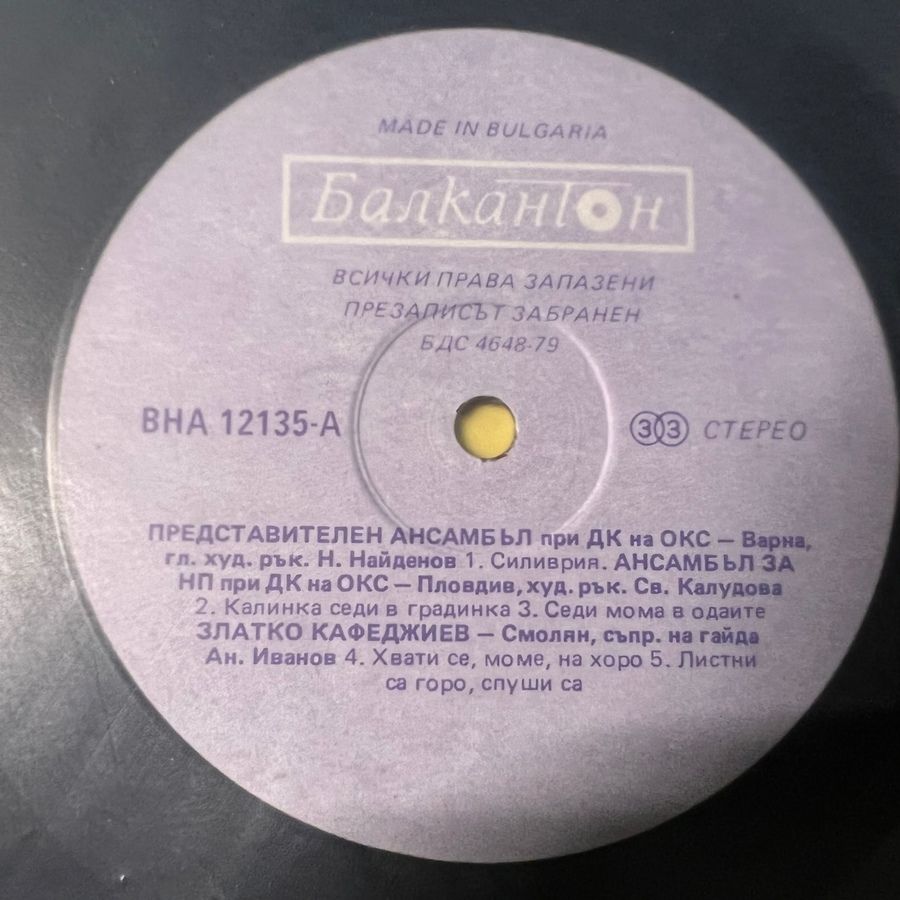 MADE IN BULGARIA
Балкантон
ВСИЧКИ ПРАВА ЗАПАЗЕНИ
ПРЕЗАПИСЪТ ЗАБРАНЕН
БДС 4648-79
ВНА 12135-А
33 СТЕРЕО
ПРЕДСТАВИТЕЛЕН АНСАМБЪЛ при ДК на ОКС – Варна,
гл. худ. рък. Н. Найденов 1. Силиврия. АНСАМБЪЛ ЗА
НП при ДК на ОКС – Пловдив, худ. рък. Св. Калудова
2. Калинка седи в градинка 3. Седи мома в одаите
ЗЛАТКО КАФЕДЖИЕВ – Смолян, съпр. на гайда
Ан. Иванов 4. Хвати се, моме, на хоро 5. Листни
са горо, спуши са